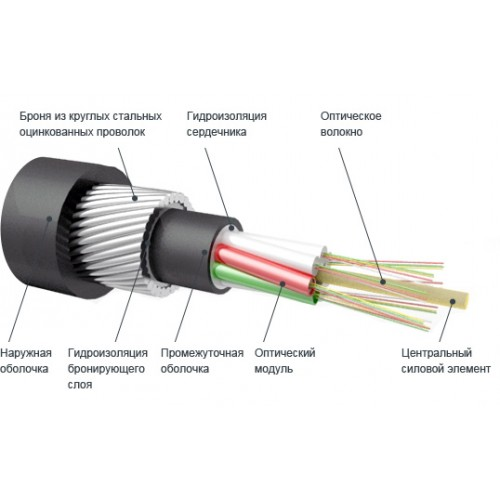 Броня из круглых стальных
оцинкованных проволок
Гидроизоляция
сердечника
Оптическое
волокно
Наружная
оболочка
Гидроизоляция
бронирующего
слоя
Промежуточная
оболочка
Оптический
модуль
Центральный
силовой элемент